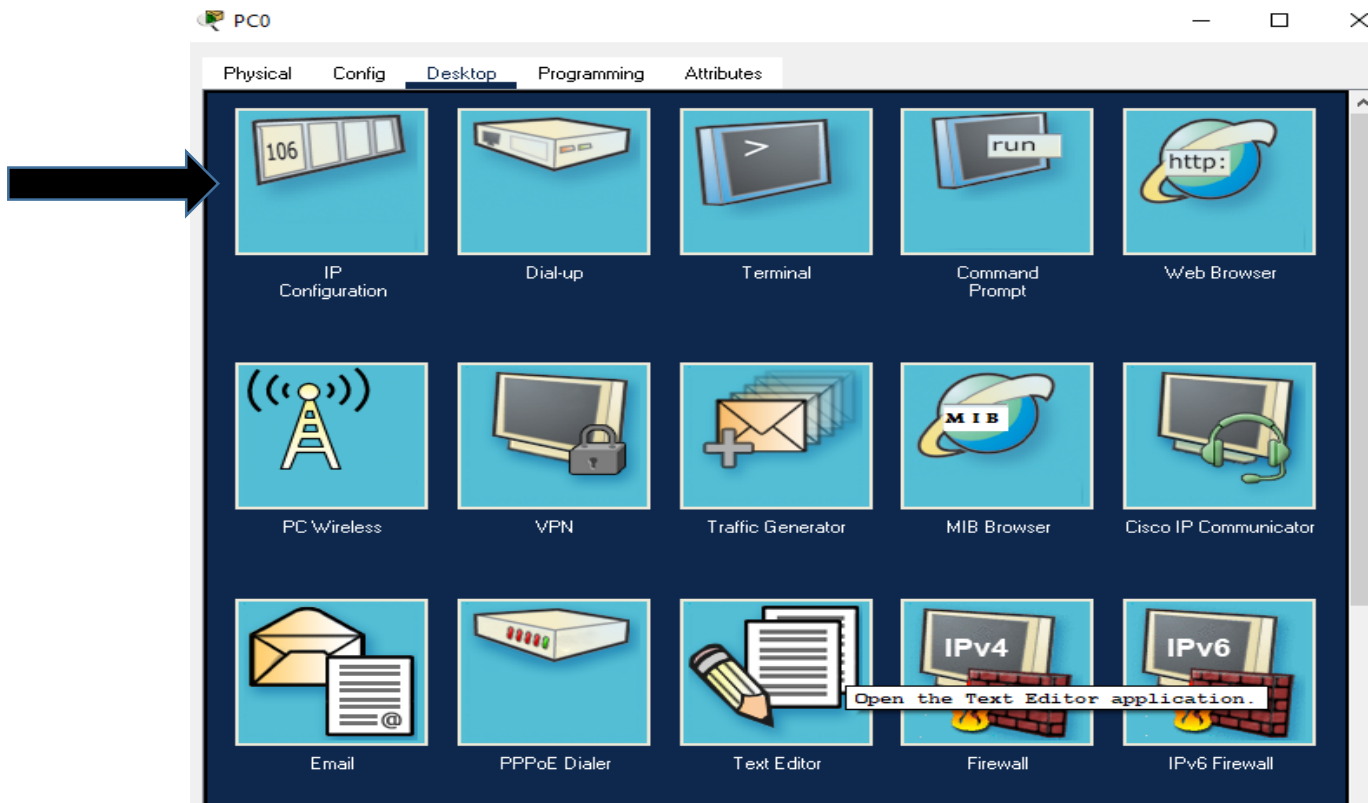 PC0
Physical Config Desktop Programming Attributes
106
>
run
http:
IP
Configuration
Dial-up
Terminal
Command
Prompt
Web Browser
MIB
PC Wireless
VPN
Traffic Generator
MIB Browser
Cisco IP Communicator
@
IPv4
IPv6
Open the Text Editor application.
Email
PPPoE Dialer
Text Editor
Firewall
IPv6 Firewall